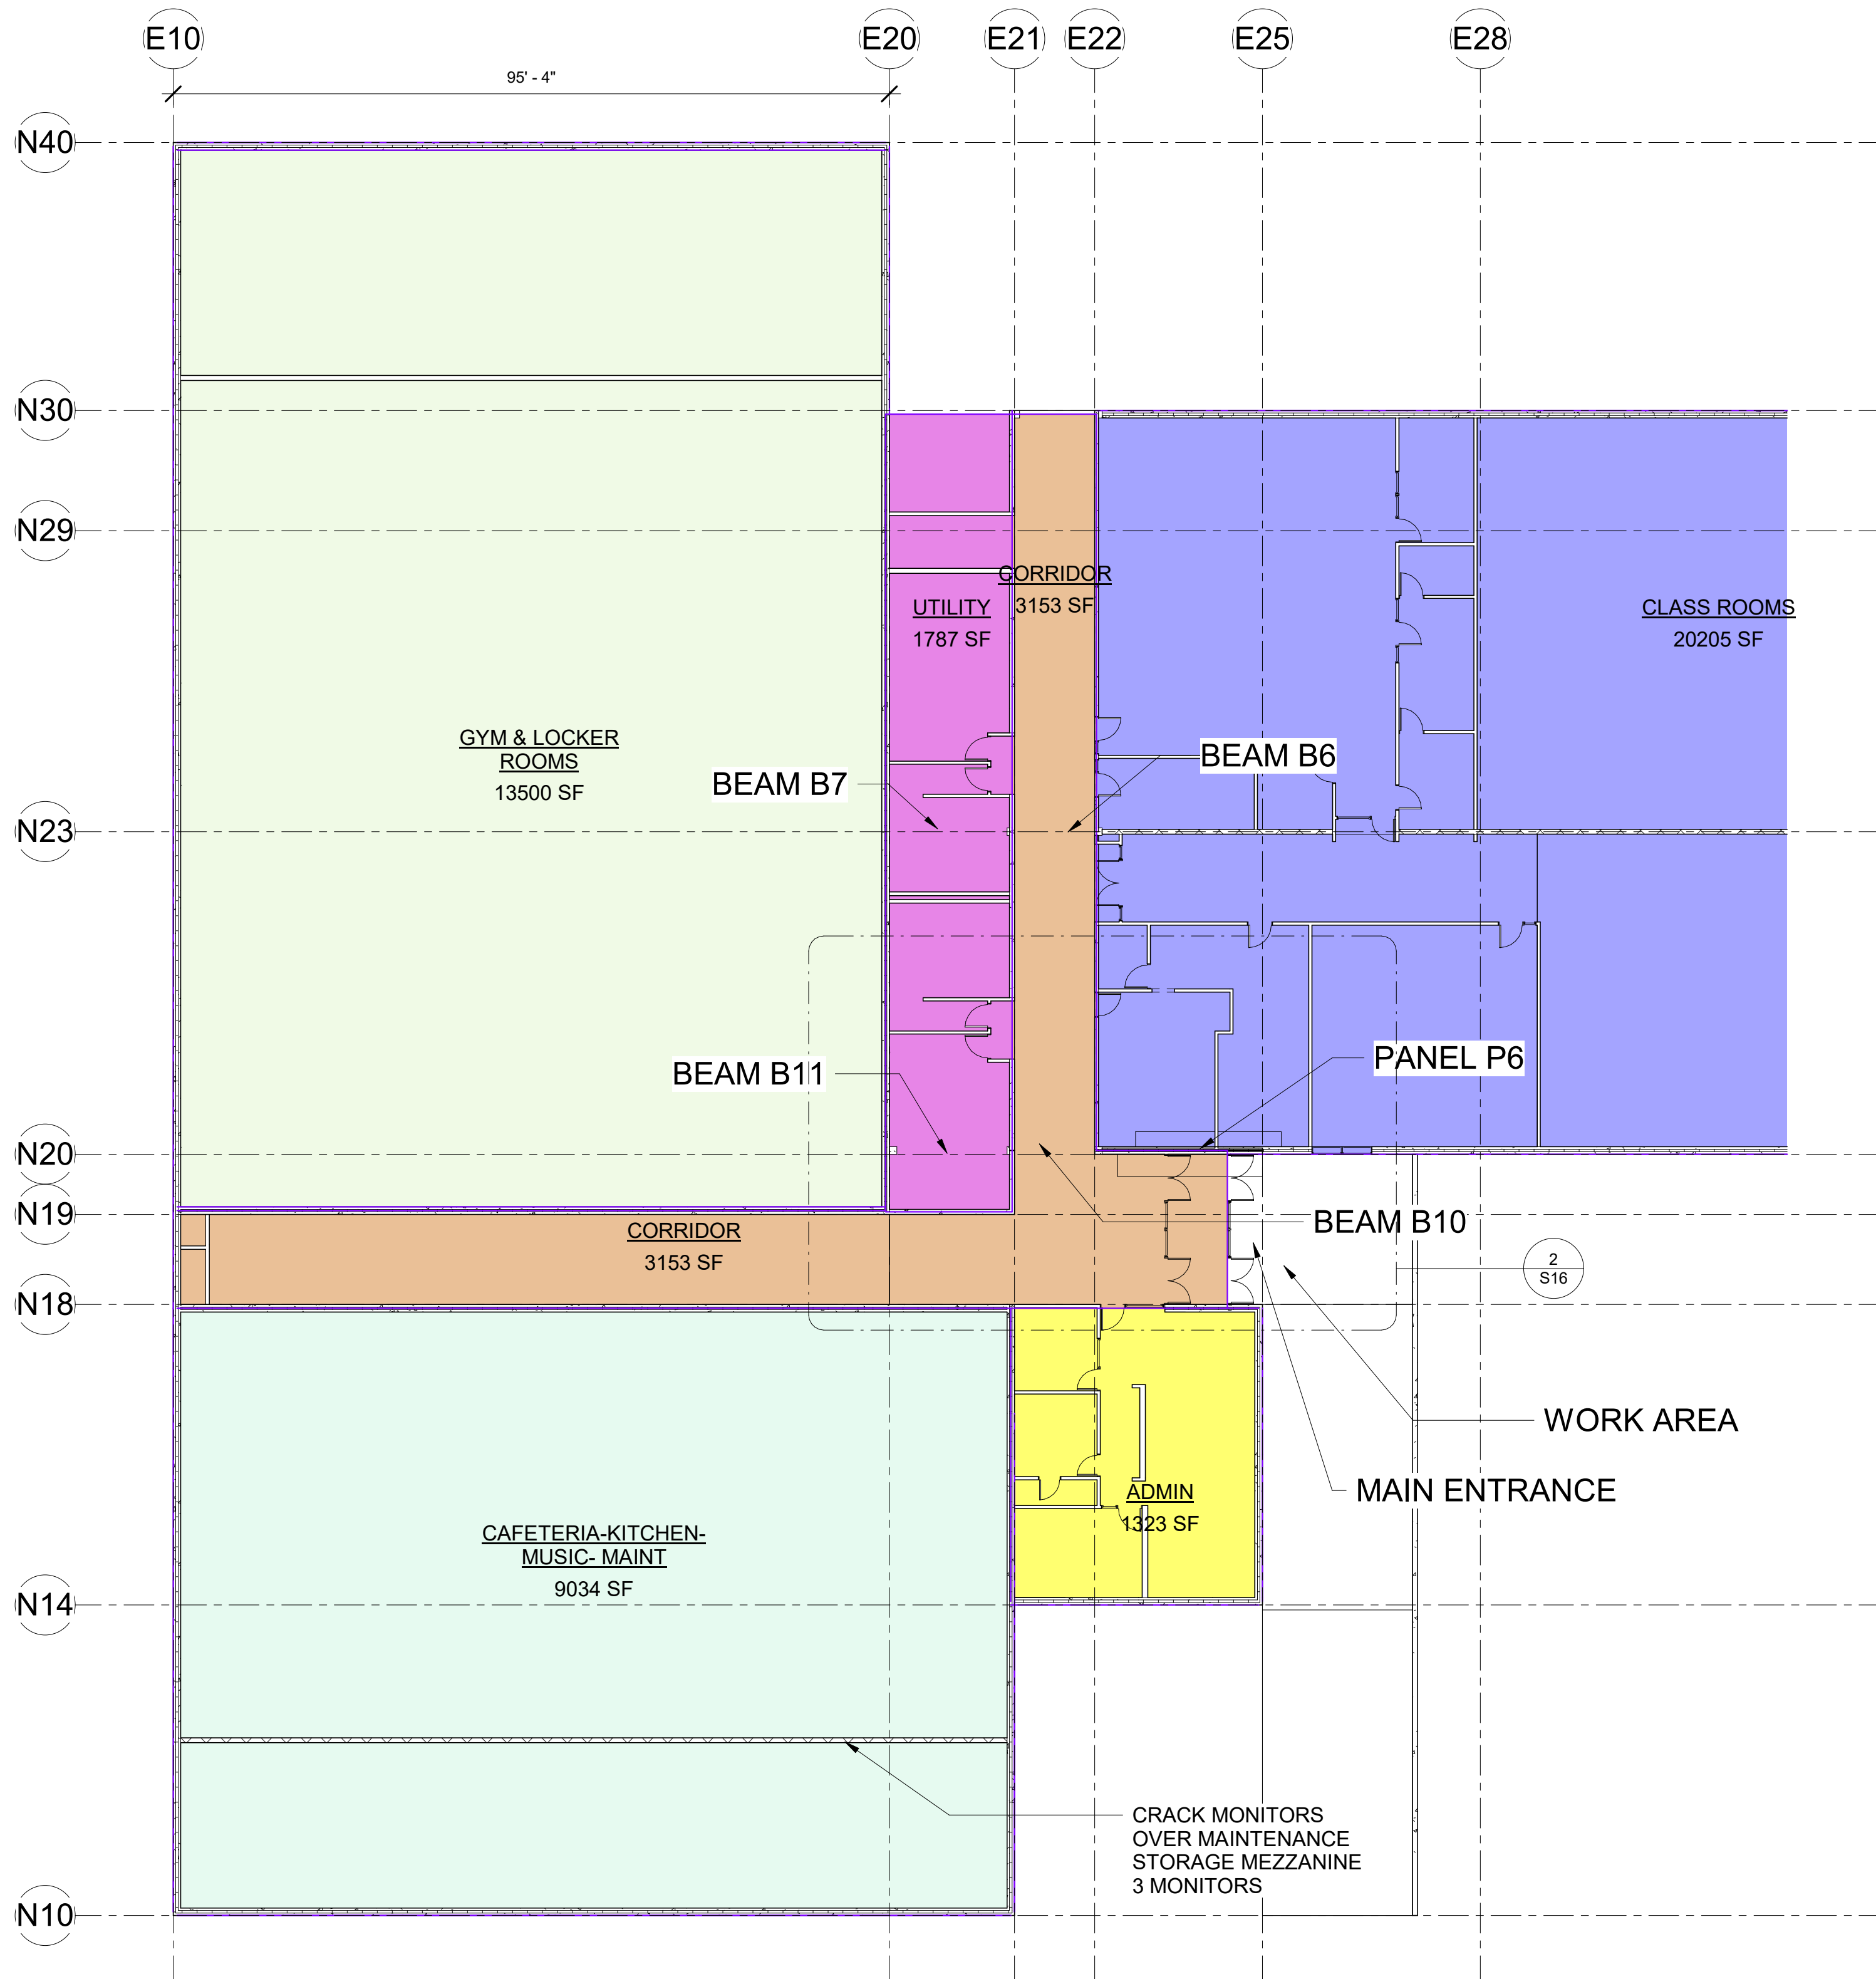 E10
E20
E21
E22
E25
E28
95' - 4"
N40
N30
N29
CORRIDOR
3153 SF
UTILITY
1787 SF
CLASS ROOMS
20205 SF
GYM & LOCKER
ROOMS
13500 SF
BEAM B6
BEAM B7
N23
PANEL P6
BEAM B11
N20
N19
BEAM B10
CORRIDOR
3153 SF
2
S16
N18
WORK AREA
MAIN ENTRANCE
ADMIN
1323 SF
CAFETERIA-KITCHEN-
MUSIC- MAINT
9034 SF
N14
CRACK MONITORS
OVER MAINTENANCE
STORAGE MEZZANINE
3 MONITORS
N10